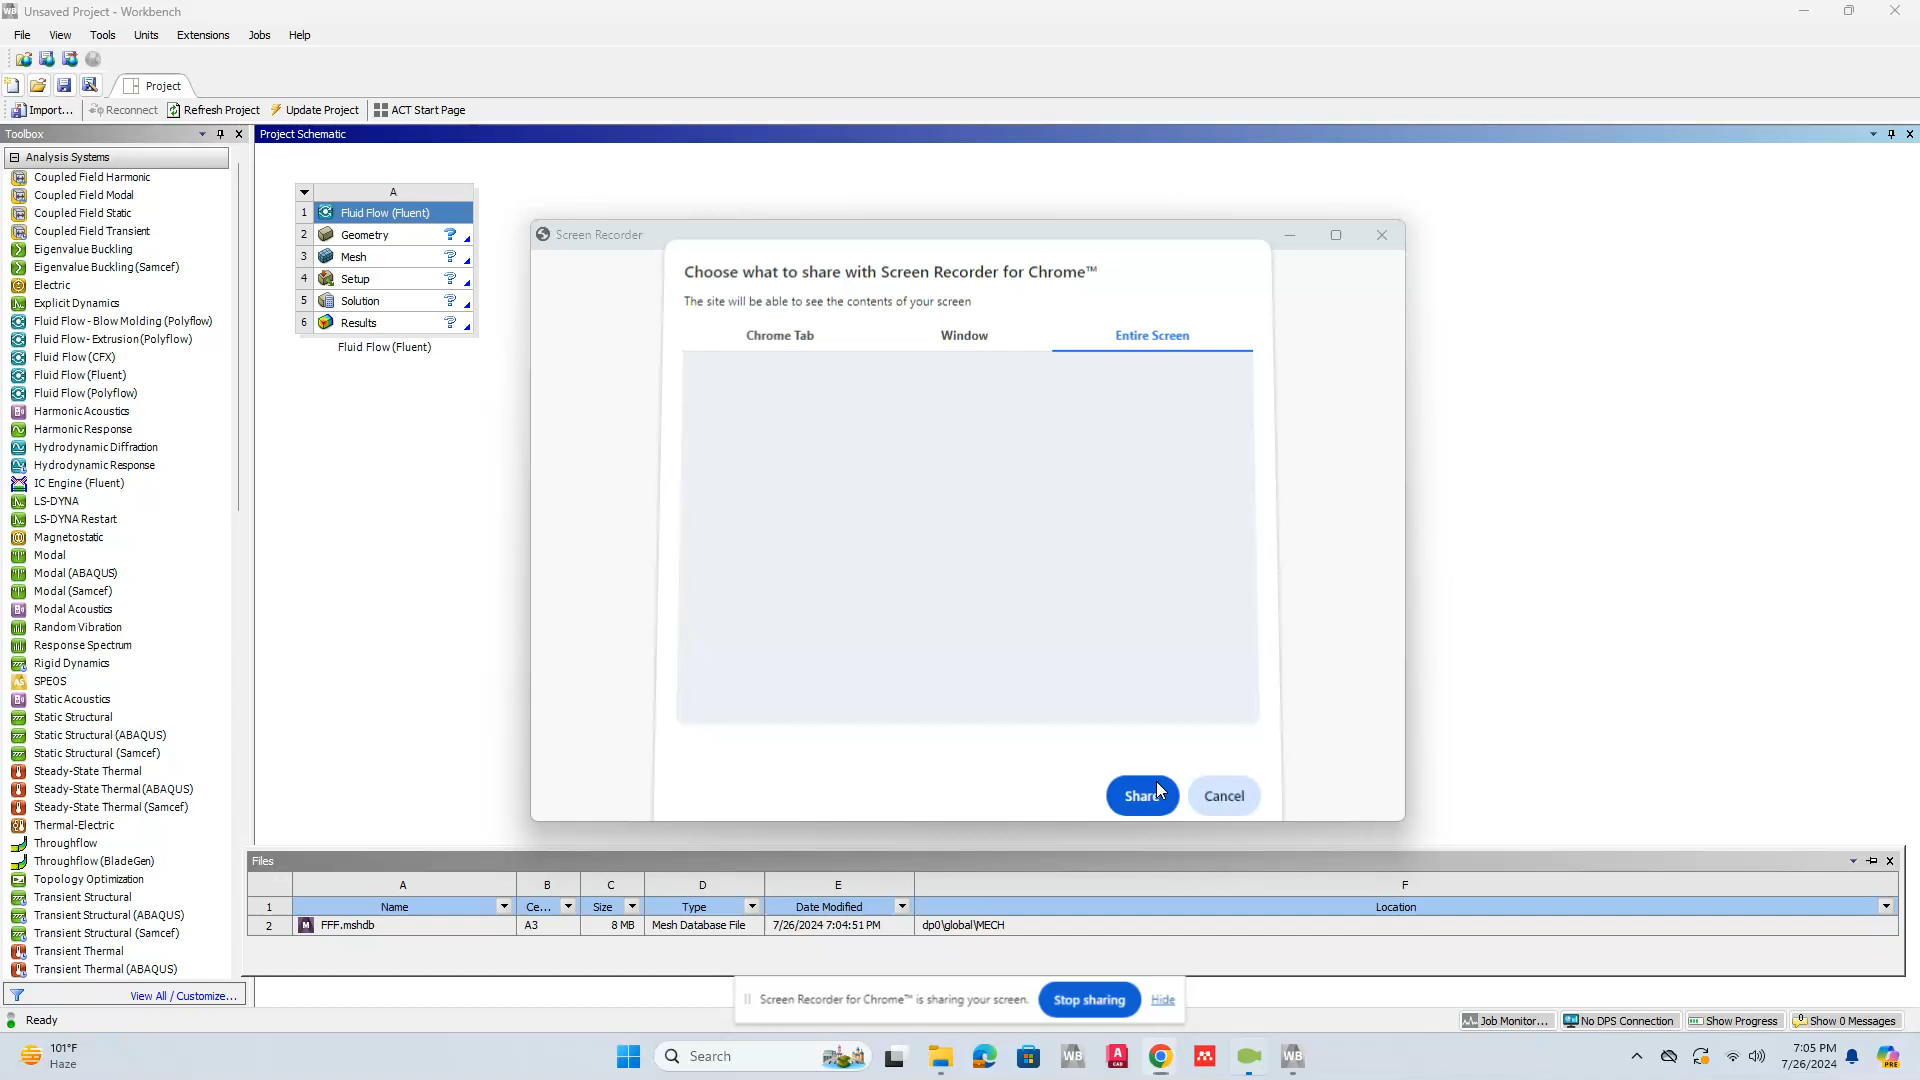 Unsaved Project - Workbench
File View Tools Units Extensions Jobs Help
Project
Import... Reconnect Refresh Project Update Project ACT Start Page
Toolbox
Project Schematic
Analysis Systems
Coupled Field Harmonic
Coupled Field Modal
Coupled Field Static
Coupled Field Transient
Eigenvalue Buckling
Eigenvalue Buckling (Samcef)
Electric
Explicit Dynamics
Fluid Flow - Blow Molding (Polyflow)
Fluid Flow - Extrusion (Polyflow)
Fluid Flow (CFX)
Fluid Flow (Fluent)
Fluid Flow (Polyflow)
Harmonic Acoustics
Harmonic Response
Hydrodynamic Diffraction
Hydrodynamic Response
IC Engine (Fluent)
LS-DYNA
LS-DYNA Restart
Magnetostatic
Modal
Modal (ABAQUS)
Modal (Samcef)
Modal Acoustics
Random Vibration
Response Spectrum
Rigid Dynamics
SPEOS
Static Acoustics
Static Structural
Static Structural (ABAQUS)
Static Structural (Samcef)
Steady-State Thermal
Steady-State Thermal (ABAQUS)
Steady-State Thermal (Samcef)
Thermal-Electric
Throughflow
Throughflow (BladeGen)
Topology Optimization
Transient Structural
Transient Structural (ABAQUS)
Transient Structural (Samcef)
Transient Thermal
Transient Thermal (ABAQUS)
View All / Customize...
A
1 Fluid Flow (Fluent)
2 Geometry ?
3 Mesh ?
4 Setup ?
5 Solution ?
6 Results ?
Fluid Flow (Fluent)
Screen Recorder
Choose what to share with Screen Recorder for Chrome™
The site will be able to see the contents of your screen
Chrome Tab Window Entire Screen
Share Cancel
Files
A B C D E F
1 Name Ce... Size Type Date Modified Location
2 FFF.mshdb A3 8 MB Mesh Database File 7/26/2024 7:04:51 PM dp0\global\MECH
Screen Recorder for Chrome™ is sharing your screen. Stop sharing Hide
Ready
Job Monitor... No DPS Connection Show Progress Show 0 Messages
101°F
Haze
Search
7:05 PM
7/26/2024